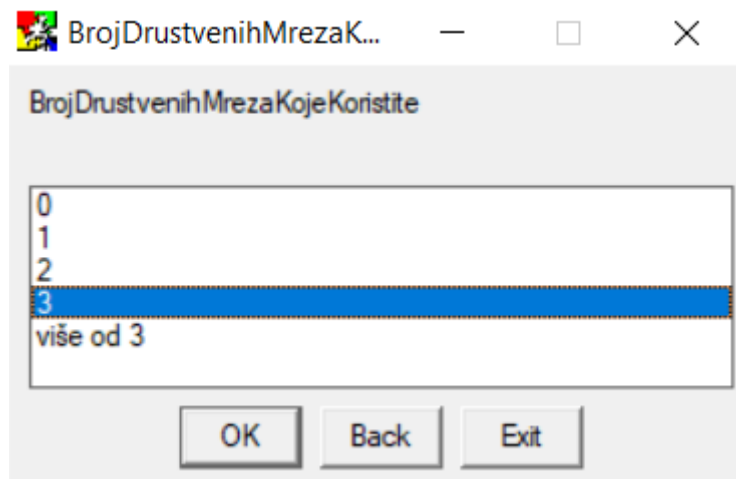 BrojDrustvenihMrezaK...
BrojDrustvenihMrezaKojeKoristite
0
1
2
3
više od 3
OK Back Exit